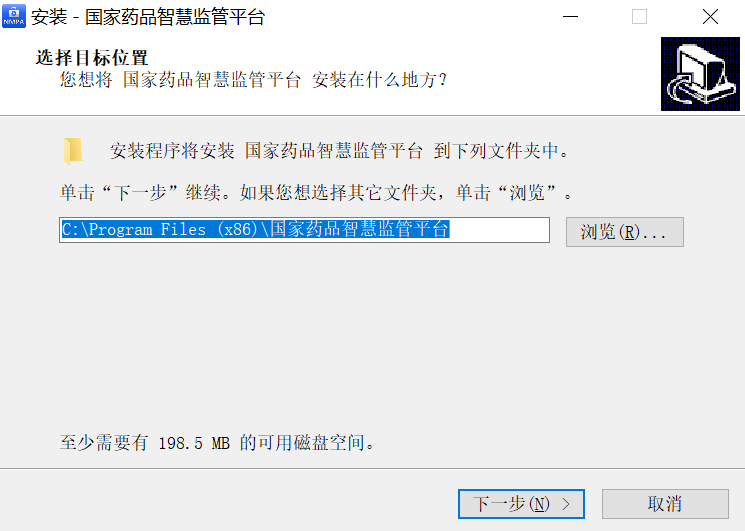 NMPA
安装 - 国家药品智慧监管平台
选择目标位置
您想将 国家药品智慧监管平台 安装在什么地方？
安装程序将安装 国家药品智慧监管平台 到下列文件夹中。
单击“下一步”继续。如果您想选择其它文件夹，单击“浏览”。
C:\Program Files (x86)\国家药品智慧监管平台
浏览(R)...
至少需要有 198.5 MB 的可用磁盘空间。
下一步(N) >
取消